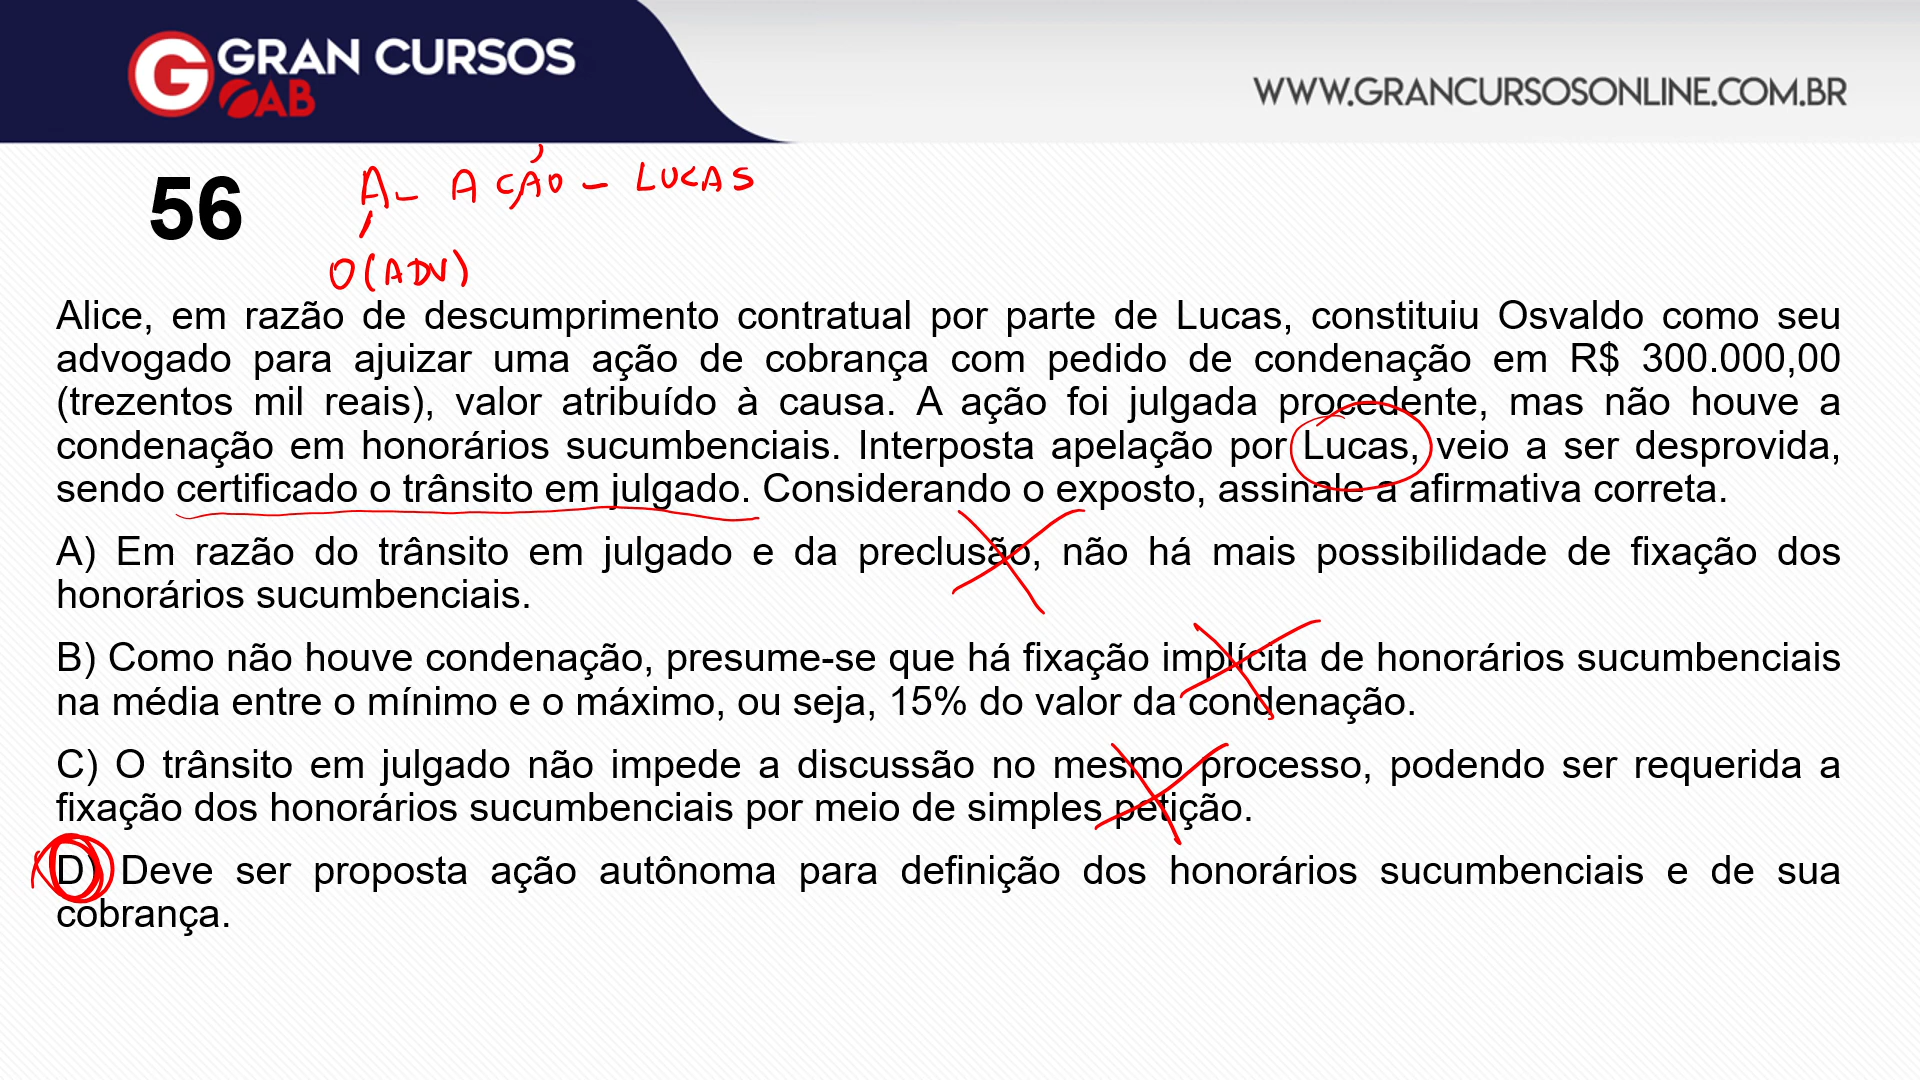 GRAN CURSOS
OAB
WWW.GRANCURSOSONLINE.COM.BR
56
A - AÇÃO - LUCAS
O (ADV)
Alice, em razão de descumprimento contratual por parte de Lucas, constituiu Osvaldo como seu
advogado para ajuizar uma ação de cobrança com pedido de condenação em R$ 300.000,00
(trezentos mil reais), valor atribuído à causa. A ação foi julgada procedente, mas não houve a
condenação em honorários sucumbenciais. Interposta apelação por Lucas, veio a ser desprovida,
sendo certificado o trânsito em julgado. Considerando o exposto, assinale a afirmativa correta.
A) Em razão do trânsito em julgado e da preclusão, não há mais possibilidade de fixação dos
honorários sucumbenciais.
B) Como não houve condenação, presume-se que há fixação implícita de honorários sucumbenciais
na média entre o mínimo e o máximo, ou seja, 15% do valor da condenação.
C) O trânsito em julgado não impede a discussão no mesmo processo, podendo ser requerida a
fixação dos honorários sucumbenciais por meio de simples petição.
D) Deve ser proposta ação autônoma para definição dos honorários sucumbenciais e de sua
cobrança.